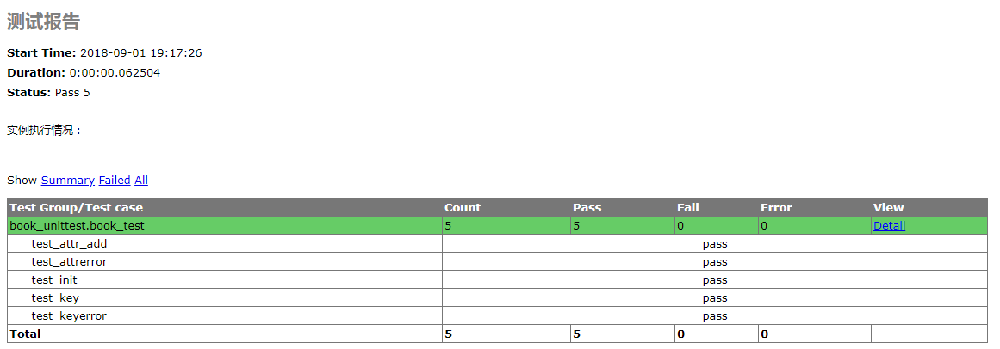 测试报告
Start Time: 2018-09-01 19:17:26
Duration: 0:00:00.062504
Status: Pass 5
实例执行情况：
Show Summary Failed All
Test Group/Test case Count Pass Fail Error View
book_unittest.book_test 5 5 0 0 Detail
test_attr_add pass
test_attrerror pass
test_init pass
test_key pass
test_keyerror pass
Total 5 5 0 0